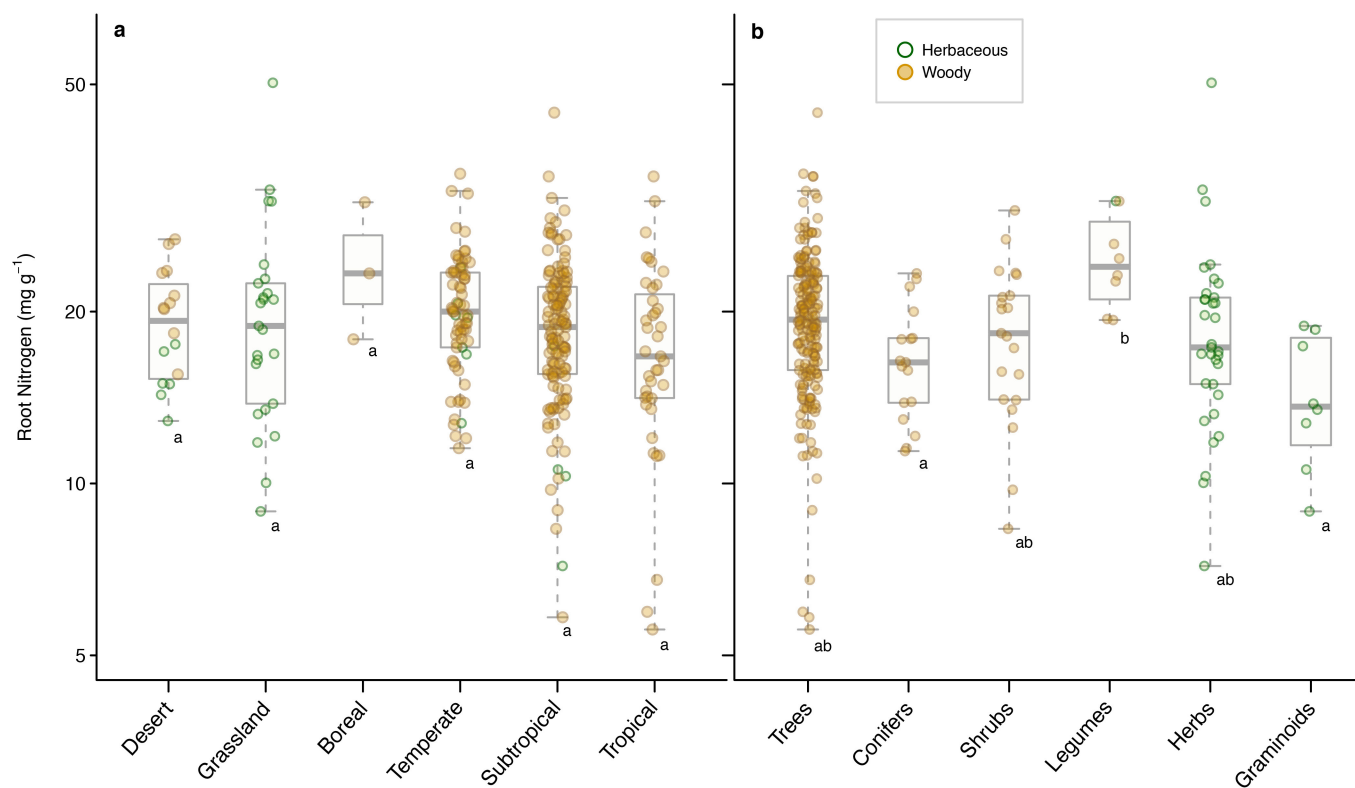 a
b
Herbaceous
Woody
Root Nitrogen (mg g⁻¹)
50
20
10
5
a
a
a
a
a
a
ab
a
ab
b
ab
a
Desert
Grassland
Boreal
Temperate
Subtropical
Tropical
Trees
Conifers
Shrubs
Legumes
Herbs
Graminoids